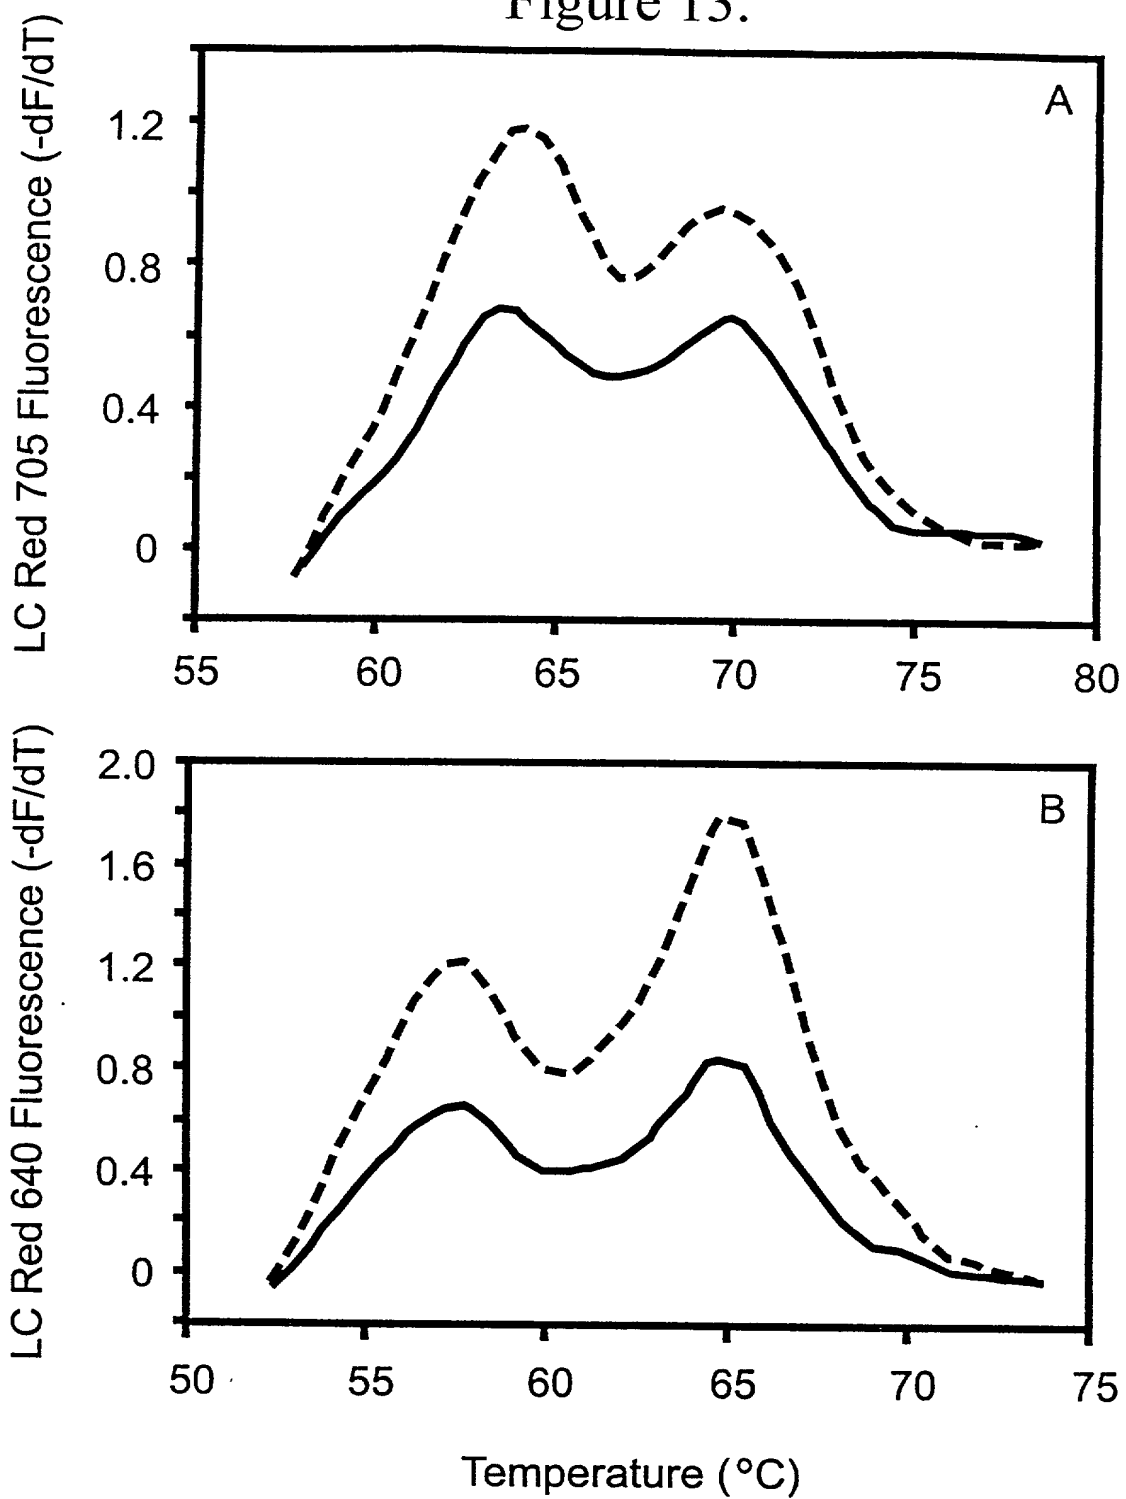 Figure 13.
LC Red 705 Fluorescence (-dF/dT)
A
1.2
0.8
0.4
0
55 60 65 70 75 80
LC Red 640 Fluorescence (-dF/dT)
B
2.0
1.6
1.2
0.8
0.4
0
50 55 60 65 70 75
Temperature (°C)